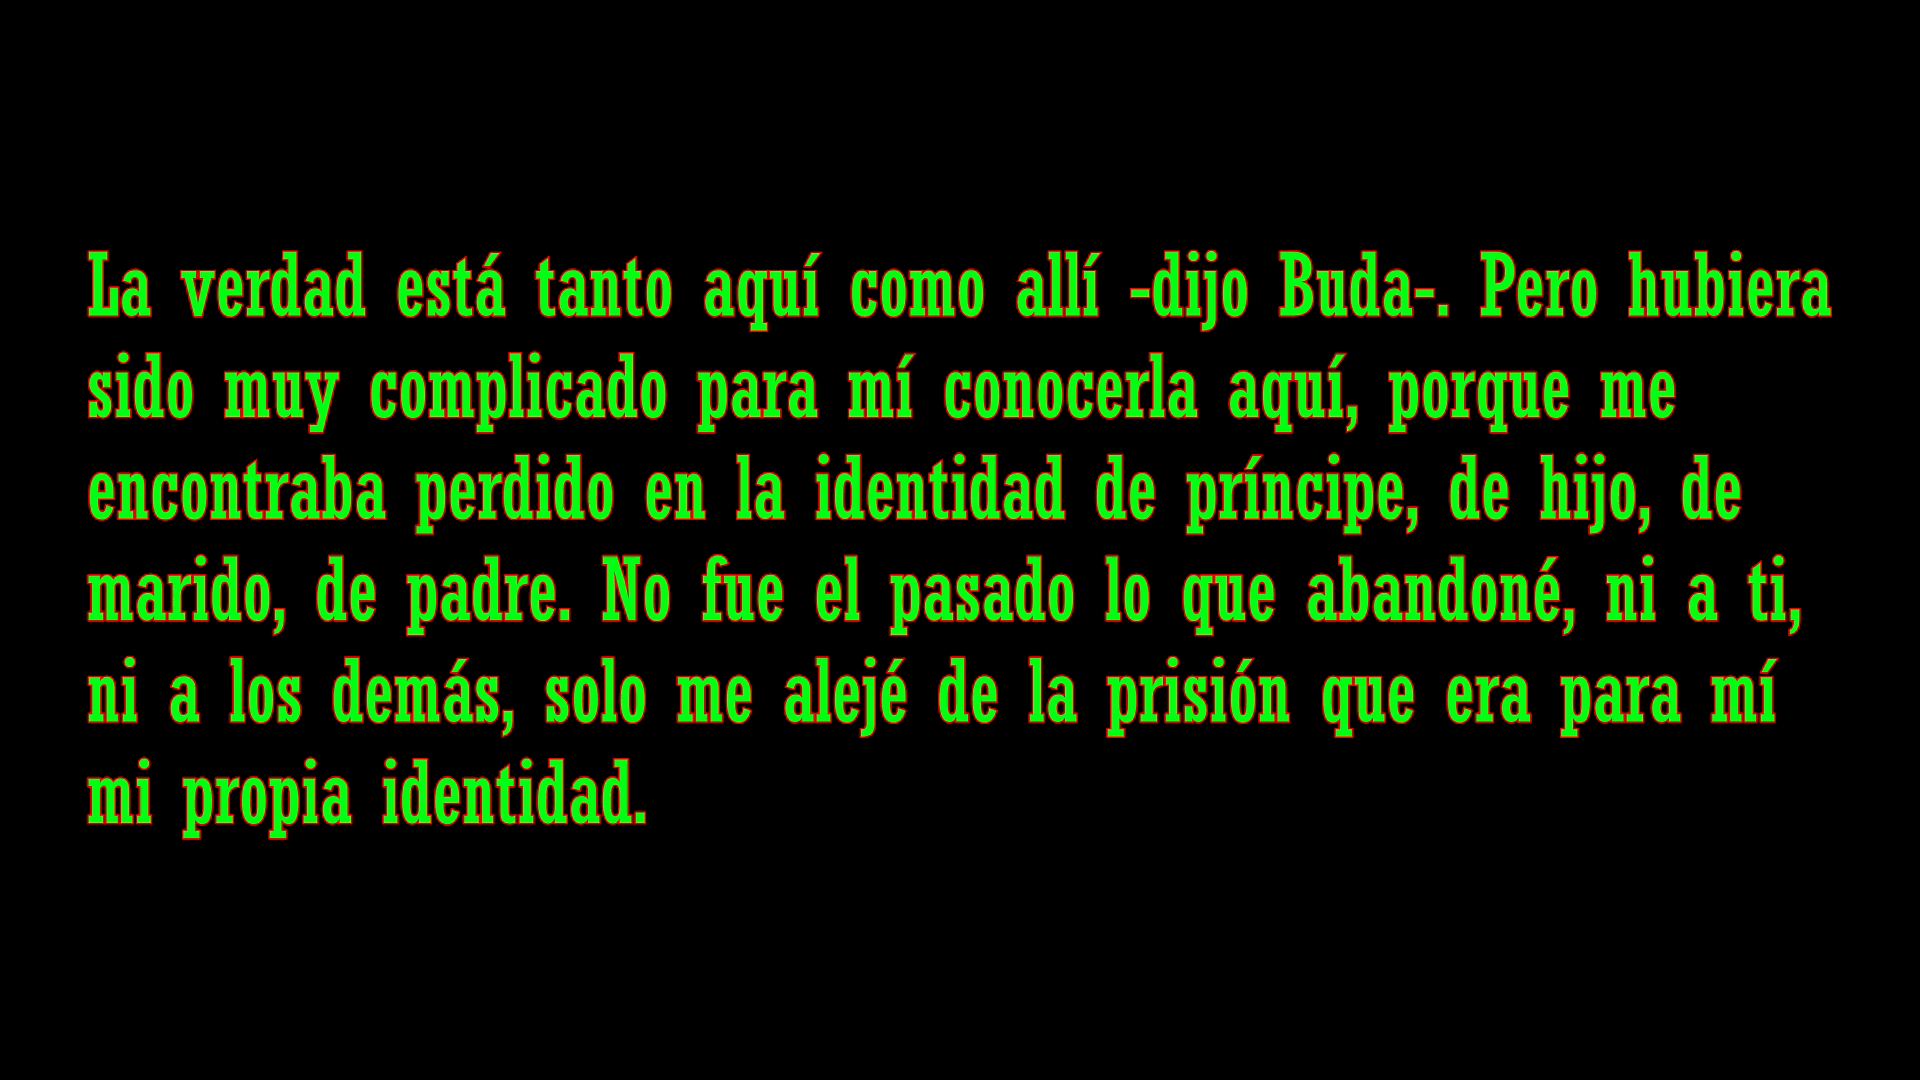 La verdad está tanto aquí como allí –dijo Buda–. Pero hubiera
sido muy complicado para mí conocerla aquí, porque me
encontraba perdido en la identidad de príncipe, de hijo, de
marido, de padre. No fue el pasado lo que abandoné, ni a ti,
ni a los demás, solo me alejé de la prisión que era para mí
mi propia identidad.